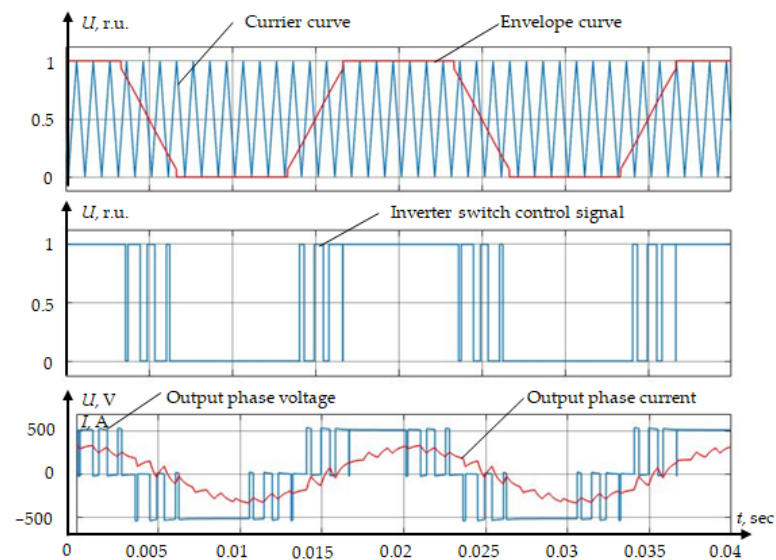 U, r.u. Currier curve Envelope curve
1
0.5
0
U, r.u.
Inverter switch control signal
1
0.5
0
U, V Output phase voltage Output phase current
I, A
500
0
−500
t, sec
0 0.005 0.01 0.015 0.02 0.025 0.03 0.035 0.04